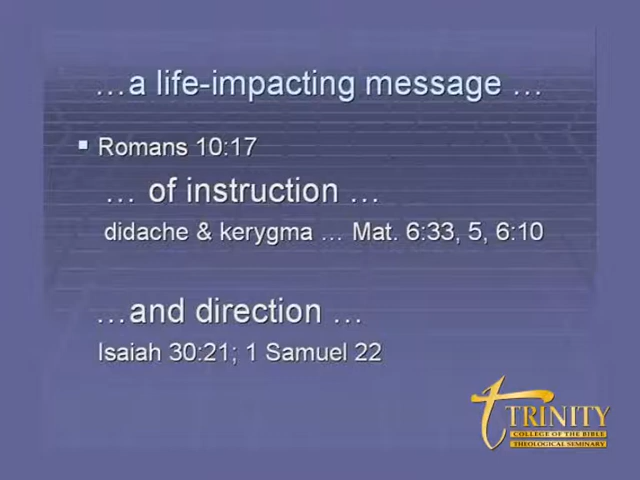 …a life-impacting message …
Romans 10:17
… of instruction …
didache & kerygma … Mat. 6:33, 5, 6:10
…and direction …
Isaiah 30:21; 1 Samuel 22
TRINITY
COLLEGE OF THE BIBLE
THEOLOGICAL SEMINARY